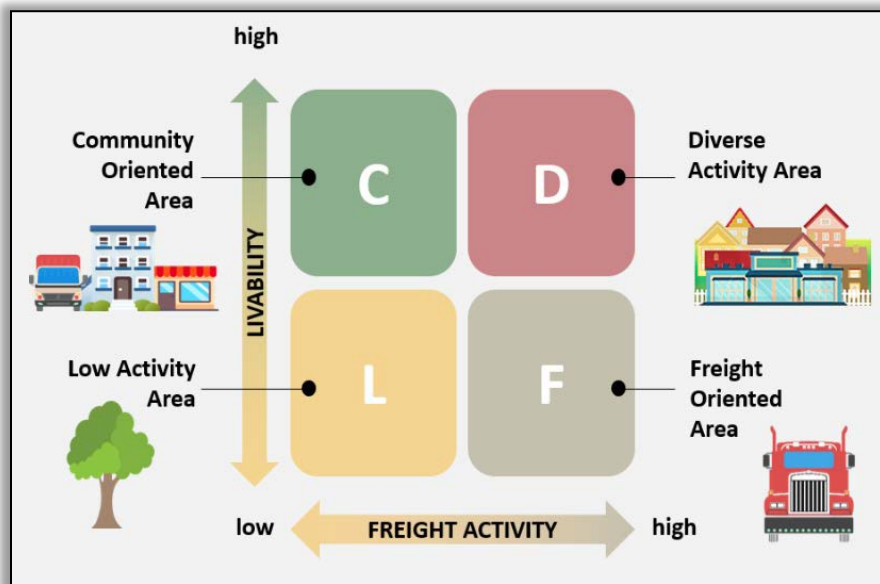 high
Community
Oriented
Area
C
D
Diverse
Activity Area
LIVABILITY
Low Activity
Area
L
F
Freight
Oriented
Area
low
FREIGHT ACTIVITY
high